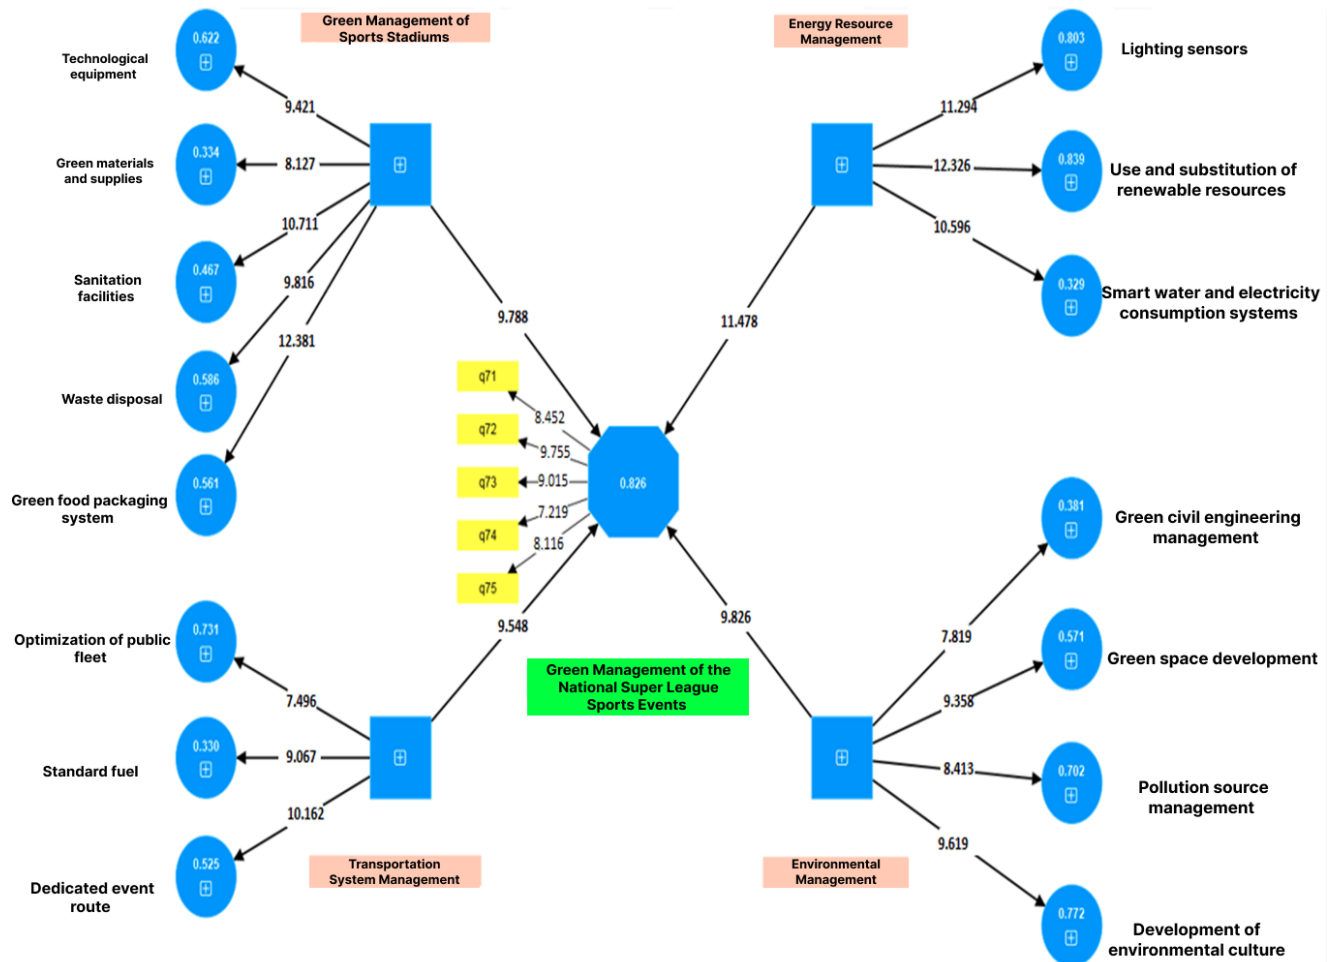 Green Management of
Sports Stadiums
Energy Resource
Management
0.622
Technological
equipment
9.421
0.334
Green materials
and supplies
8.127
0.467
Sanitation
facilities
10.711
0.586
Waste disposal
9.816
0.561
Green food packaging
system
12.381
0.803
Lighting sensors
11.294
0.839
Use and substitution of
renewable resources
12.326
0.329
Smart water and electricity
consumption systems
10.596
9.788
11.478
q71
8.452
q72
9.755
q73
9.015
q74
7.219
q75
8.116
0.826
9.548
9.826
Green Management of the
National Super League
Sports Events
0.731
Optimization of public
fleet
7.496
0.330
Standard fuel
9.067
0.525
Dedicated event
route
10.162
Transportation
System Management
0.381
Green civil engineering
management
7.819
0.571
Green space development
9.358
0.702
Pollution source
management
8.413
0.772
Development of
environmental culture
9.619
Environmental
Management